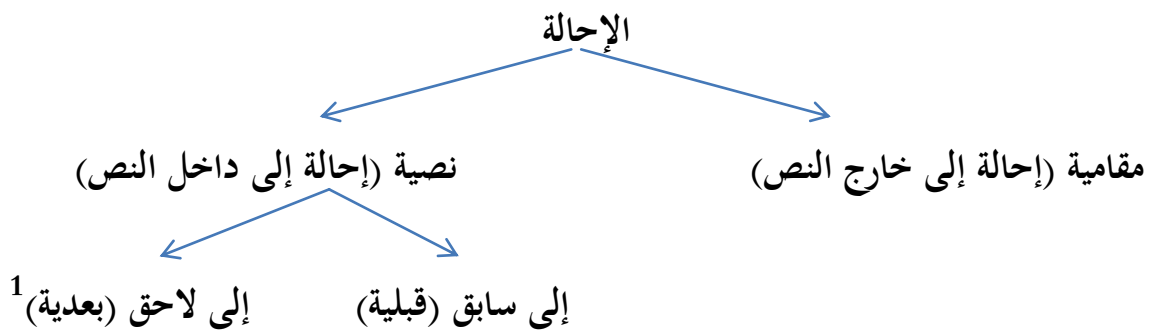 الإحالة
مقامية (إحالة إلى خارج النص) نصية (إحالة إلى داخل النص)
إلى سابق (قبلية) إلى لاحق (بعدية)1